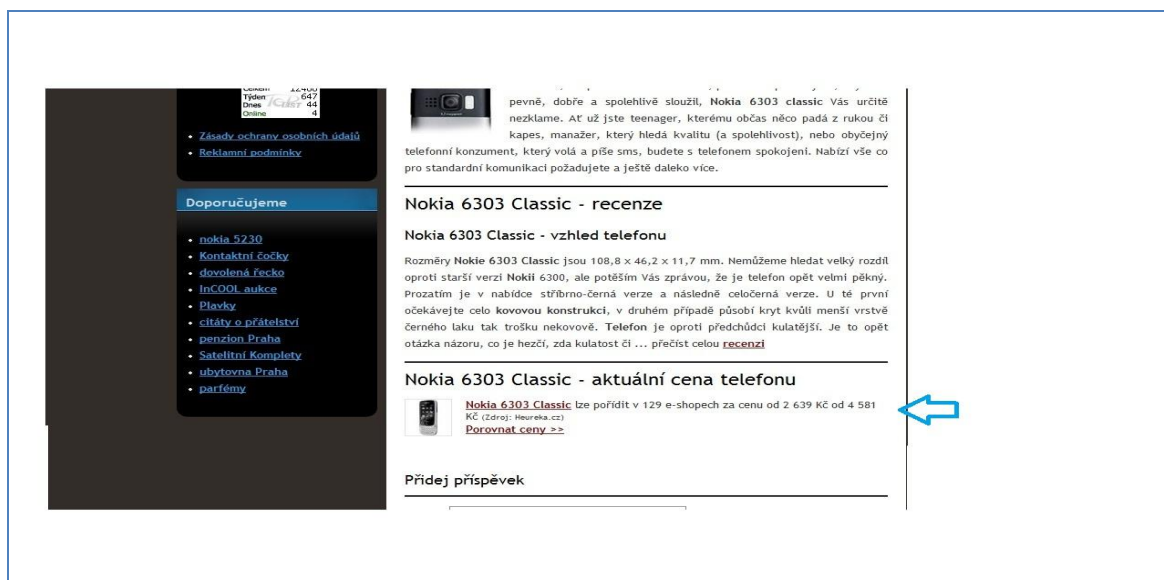 Týden 647
Dnes 44
Online 4
Zásady ochrany osobních údajů
Reklamní podmínky
Doporučujeme
nokia 5230
Kontaktní čočky
dovolená řecko
InCOOL aukce
Plavky
citáty o přátelství
penzion Praha
Satelitní Komplety
ubytovna Praha
parfémy
pevně, dobře a spolehlivě sloužil, Nokia 6303 classic Vás určitě
nezklame. Ať už jste teenager, kterému občas něco padá z rukou či
kapes, manažer, který hledá kvalitu (a spolehlivost), nebo obyčejný
telefonní konzument, který volá a píše sms, budete s telefonem spokojeni. Nabízí vše co
pro standardní komunikaci požadujete a ještě daleko více.
Nokia 6303 Classic - recenze
Nokia 6303 Classic - vzhled telefonu
Rozměry Nokie 6303 Classic jsou 108,8 x 46,2 x 11,7 mm. Nemůžeme hledat velký rozdíl
oproti starší verzi Nokii 6300, ale potěším Vás zprávou, že je telefon opět velmi pěkný.
Prozatím je v nabídce stříbrno-černá verze a následně celočerná verze. U té první
očekávejte celo kovovou konstrukci, v druhém případě působí kryt kvůli menší vrstvě
černého laku tak trošku nekovově. Telefon je oproti předchůdci kulatější. Je to opět
otázka názoru, co je hezčí, zda kulatost či ... přečíst celou recenzi
Nokia 6303 Classic - aktuální cena telefonu
Nokia 6303 Classic lze pořídit v 129 e-shopech za cenu od 2 639 Kč od 4 581
Kč (Zdroj: Heureka.cz)
Porovnat ceny >>
Přidej příspěvek